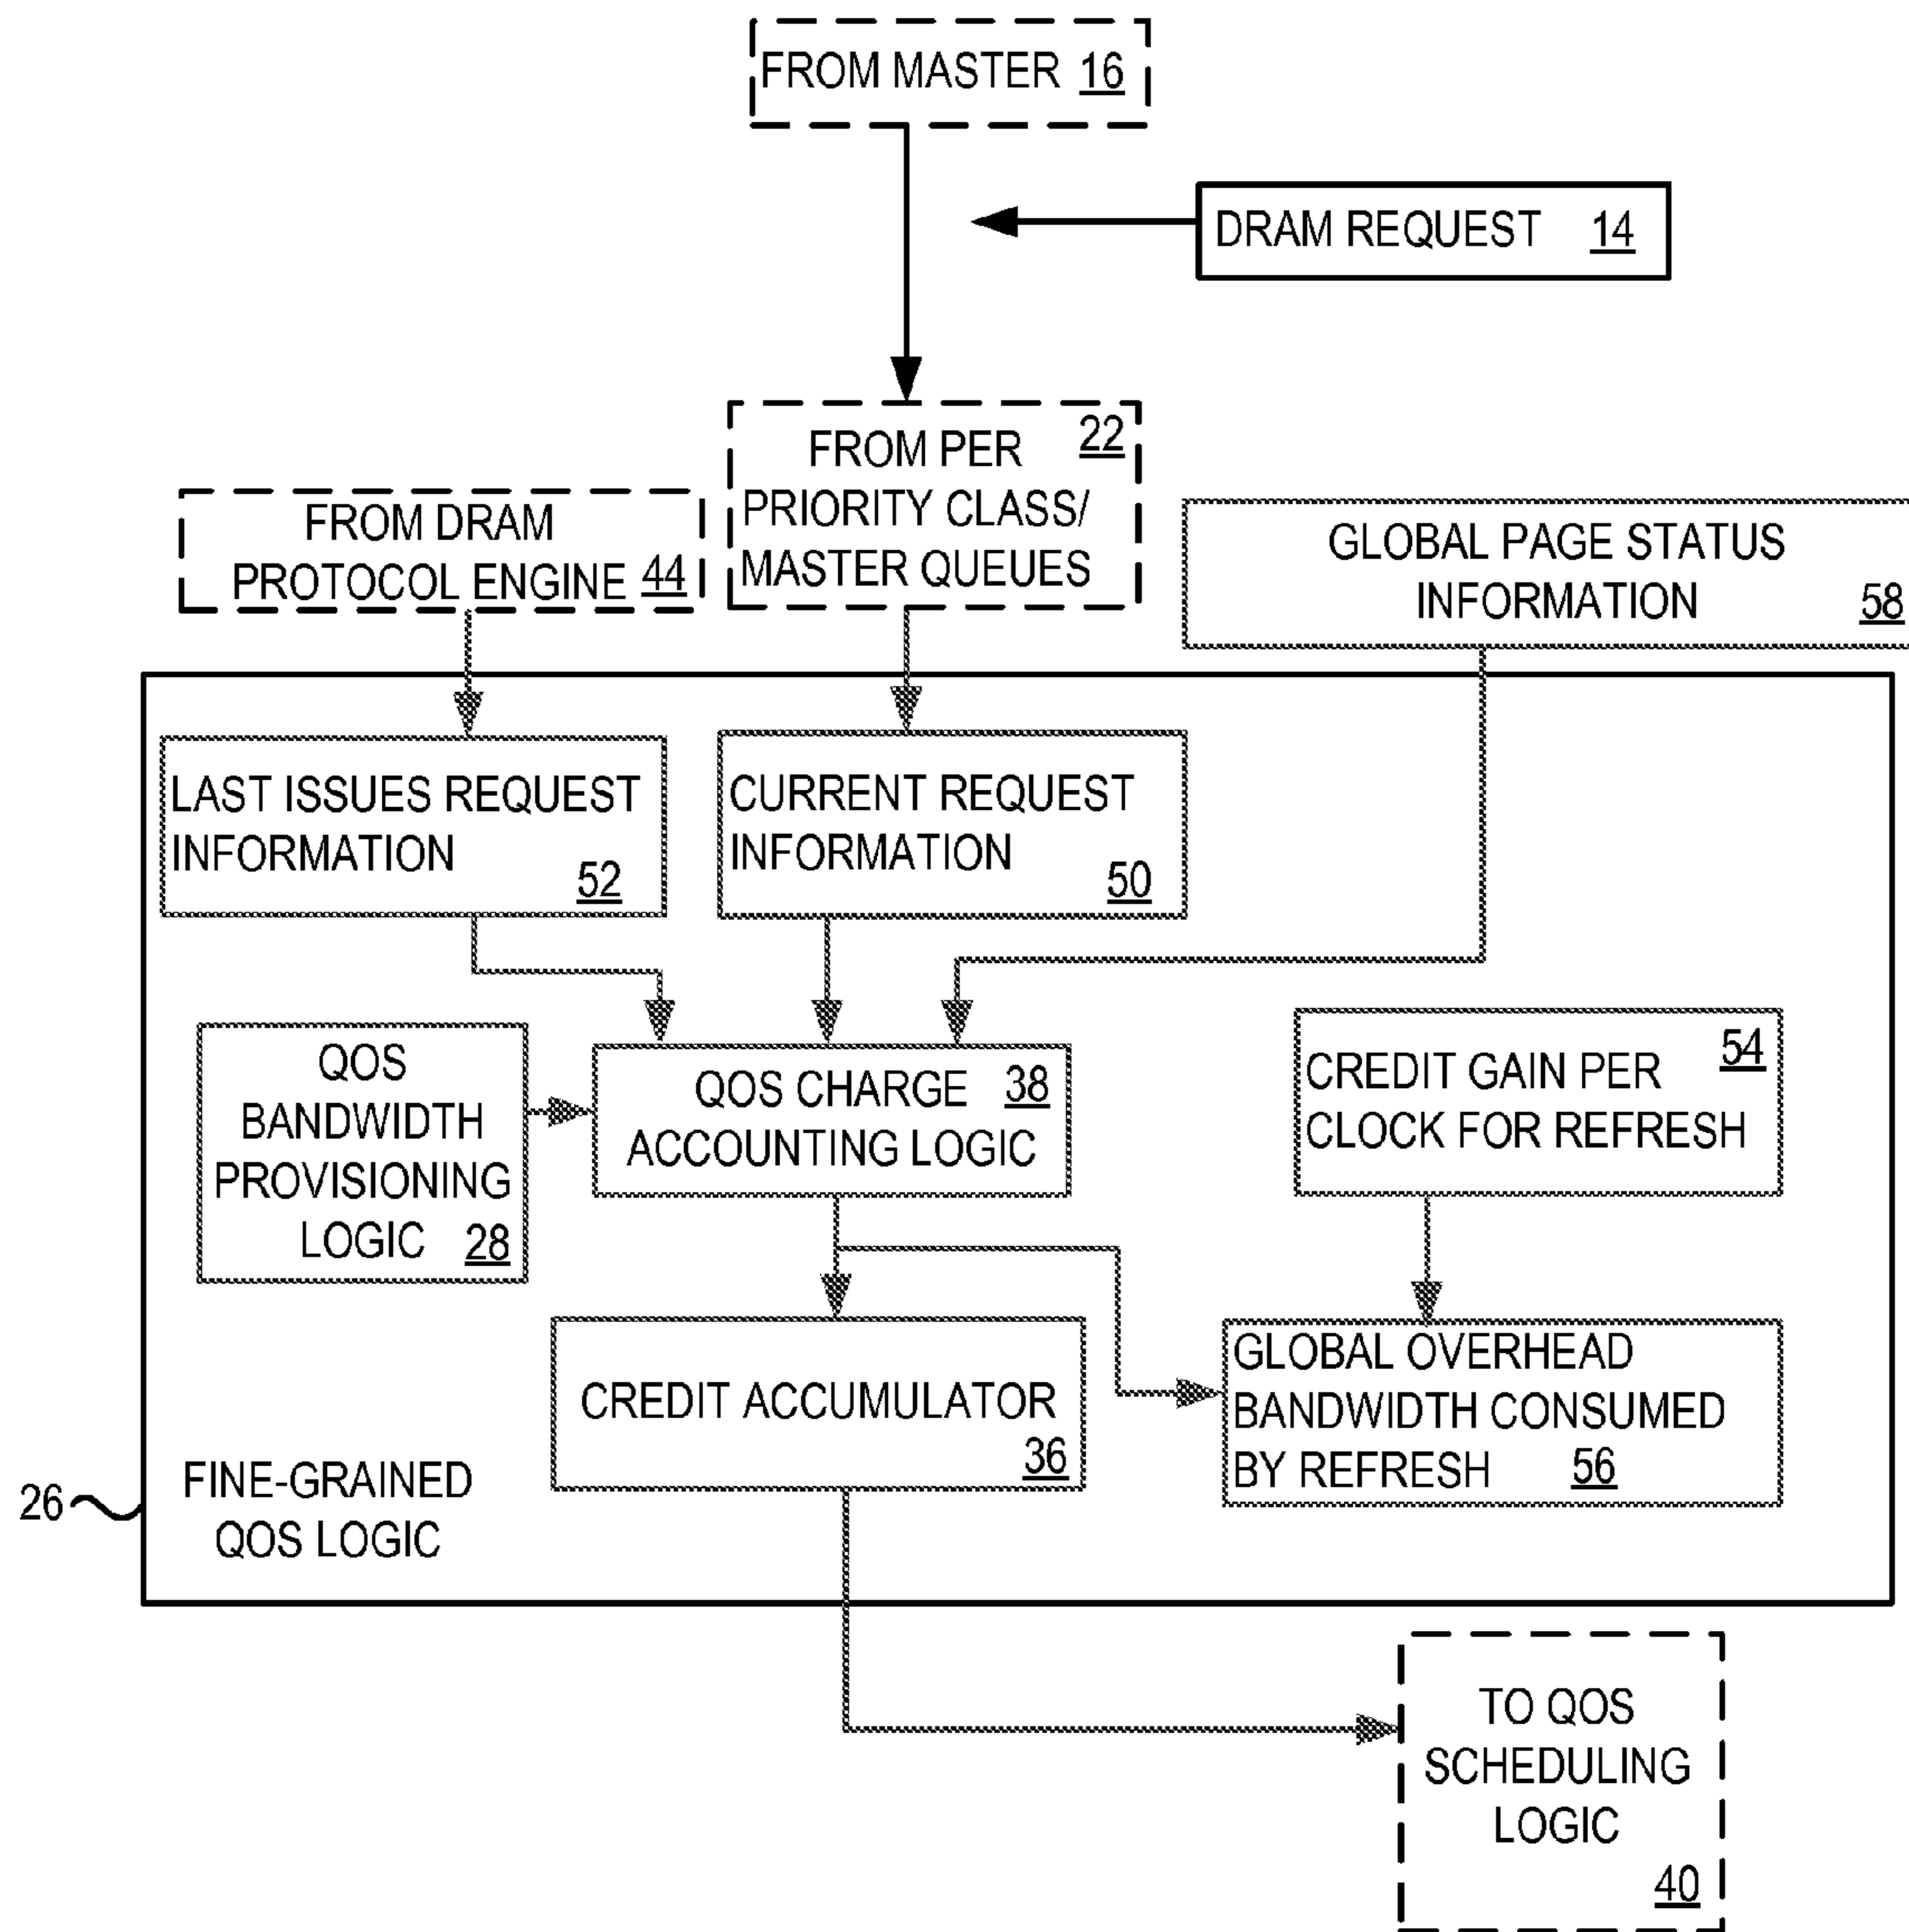 FROM MASTER 16
DRAM REQUEST 14
FROM PER 22
PRIORITY CLASS/
MASTER QUEUES
FROM DRAM
PROTOCOL ENGINE 44
GLOBAL PAGE STATUS
INFORMATION 58
LAST ISSUES REQUEST
INFORMATION 52
CURRENT REQUEST
INFORMATION 50
QOS
BANDWIDTH
PROVISIONING
LOGIC 28
QOS CHARGE 38
ACCOUNTING LOGIC
CREDIT GAIN PER 54
CLOCK FOR REFRESH
CREDIT ACCUMULATOR
36
GLOBAL OVERHEAD
BANDWIDTH CONSUMED
BY REFRESH 56
26
FINE-GRAINED
QOS LOGIC
TO QOS
SCHEDULING
LOGIC
40